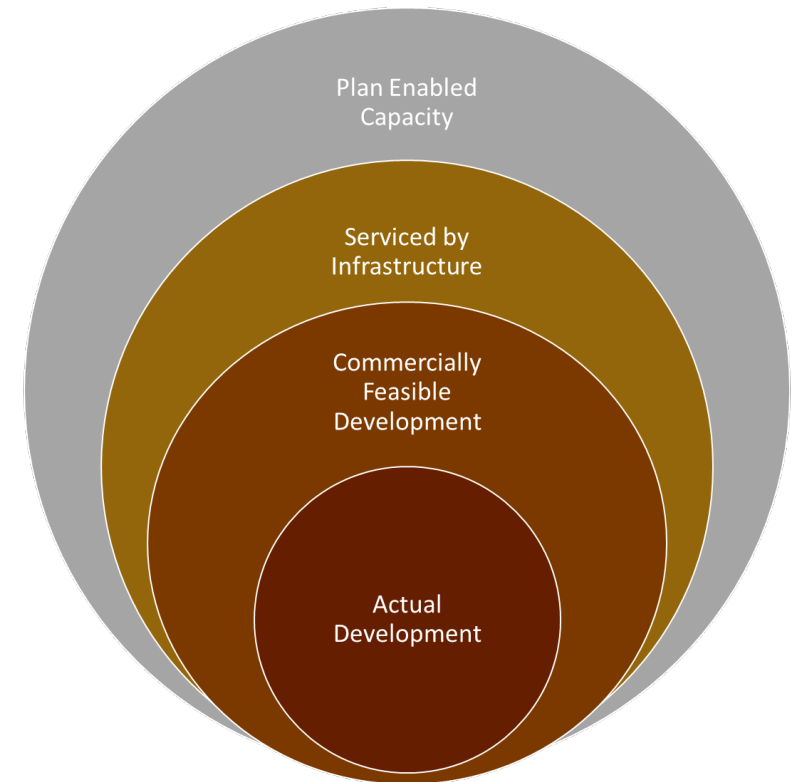 Plan Enabled
Capacity
Serviced by
Infrastructure
Commercially
Feasible
Development
Actual
Development